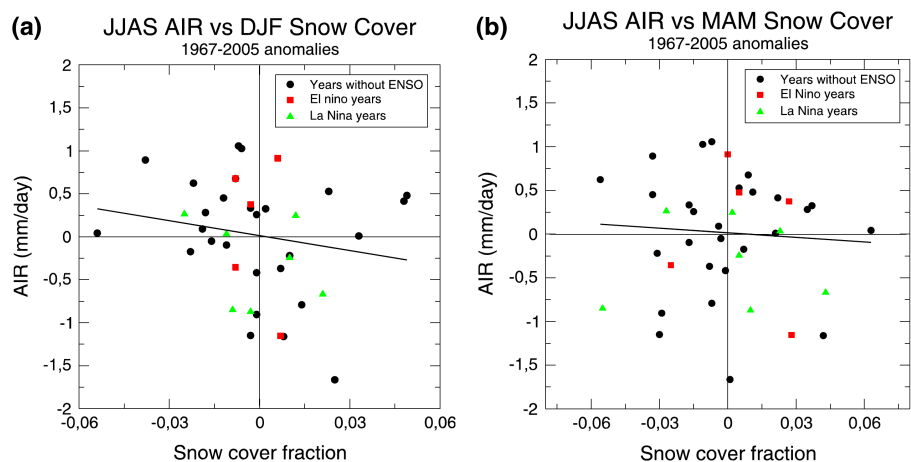 (a)
JJAS AIR vs DJF Snow Cover
1967-2005 anomalies
Years without ENSO
El nino years
La Nina years
2
1,5
1
0,5
0
-0,5
-1
-1,5
-2
AIR (mm/day)
-0,06
-0,03
0
0,03
0,06
Snow cover fraction
(b)
JJAS AIR vs MAM Snow Cover
1967-2005 anomalies
Years without ENSO
El Nino years
La Nina years
2
1,5
1
0,5
0
-0,5
-1
-1,5
-2
AIR (mm/day)
-0,06
-0,03
0
0,03
0,06
Snow cover fraction